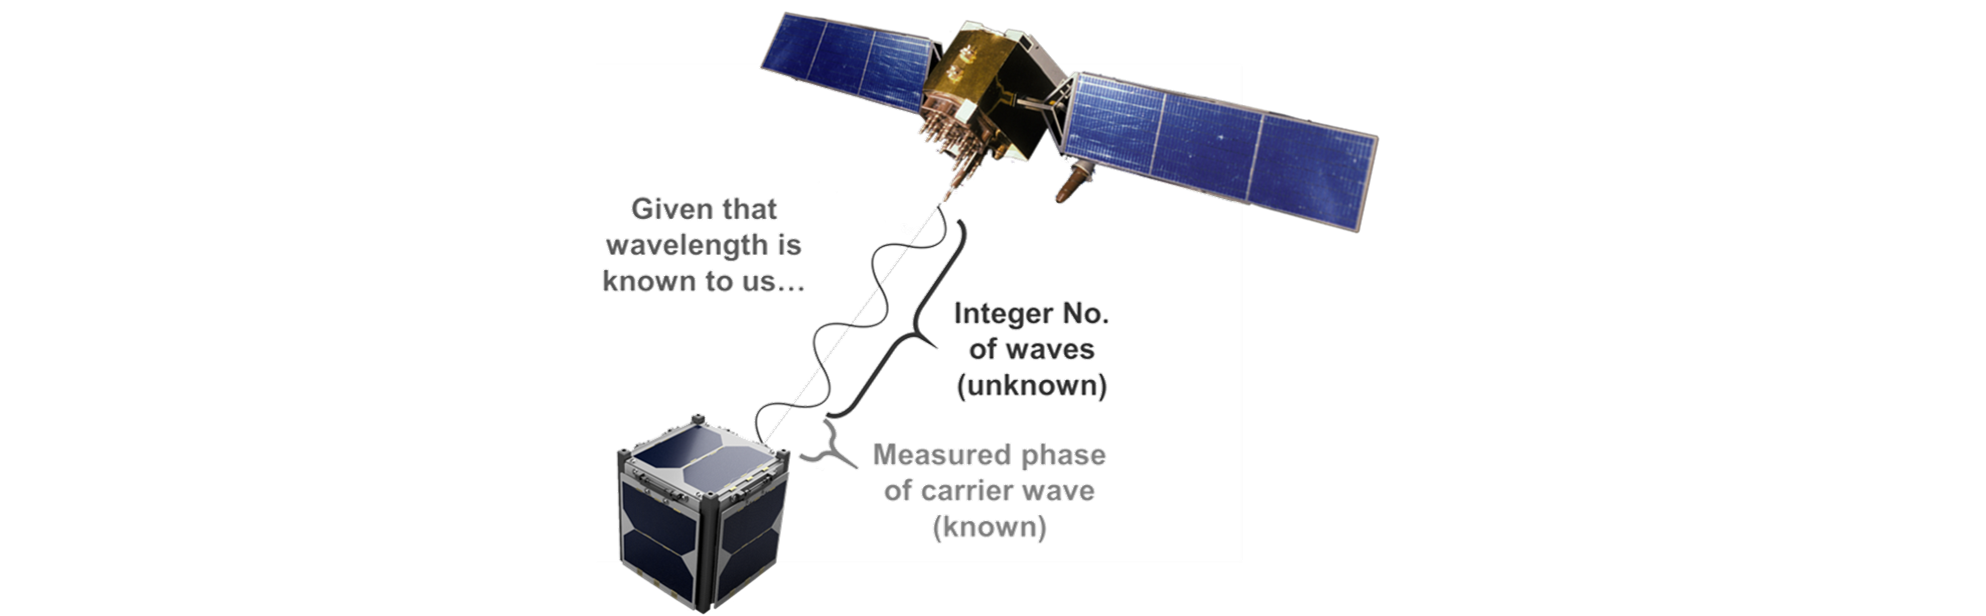 Given that
wavelength is
known to us...
Integer No.
of waves
(unknown)
Measured phase
of carrier wave
(known)